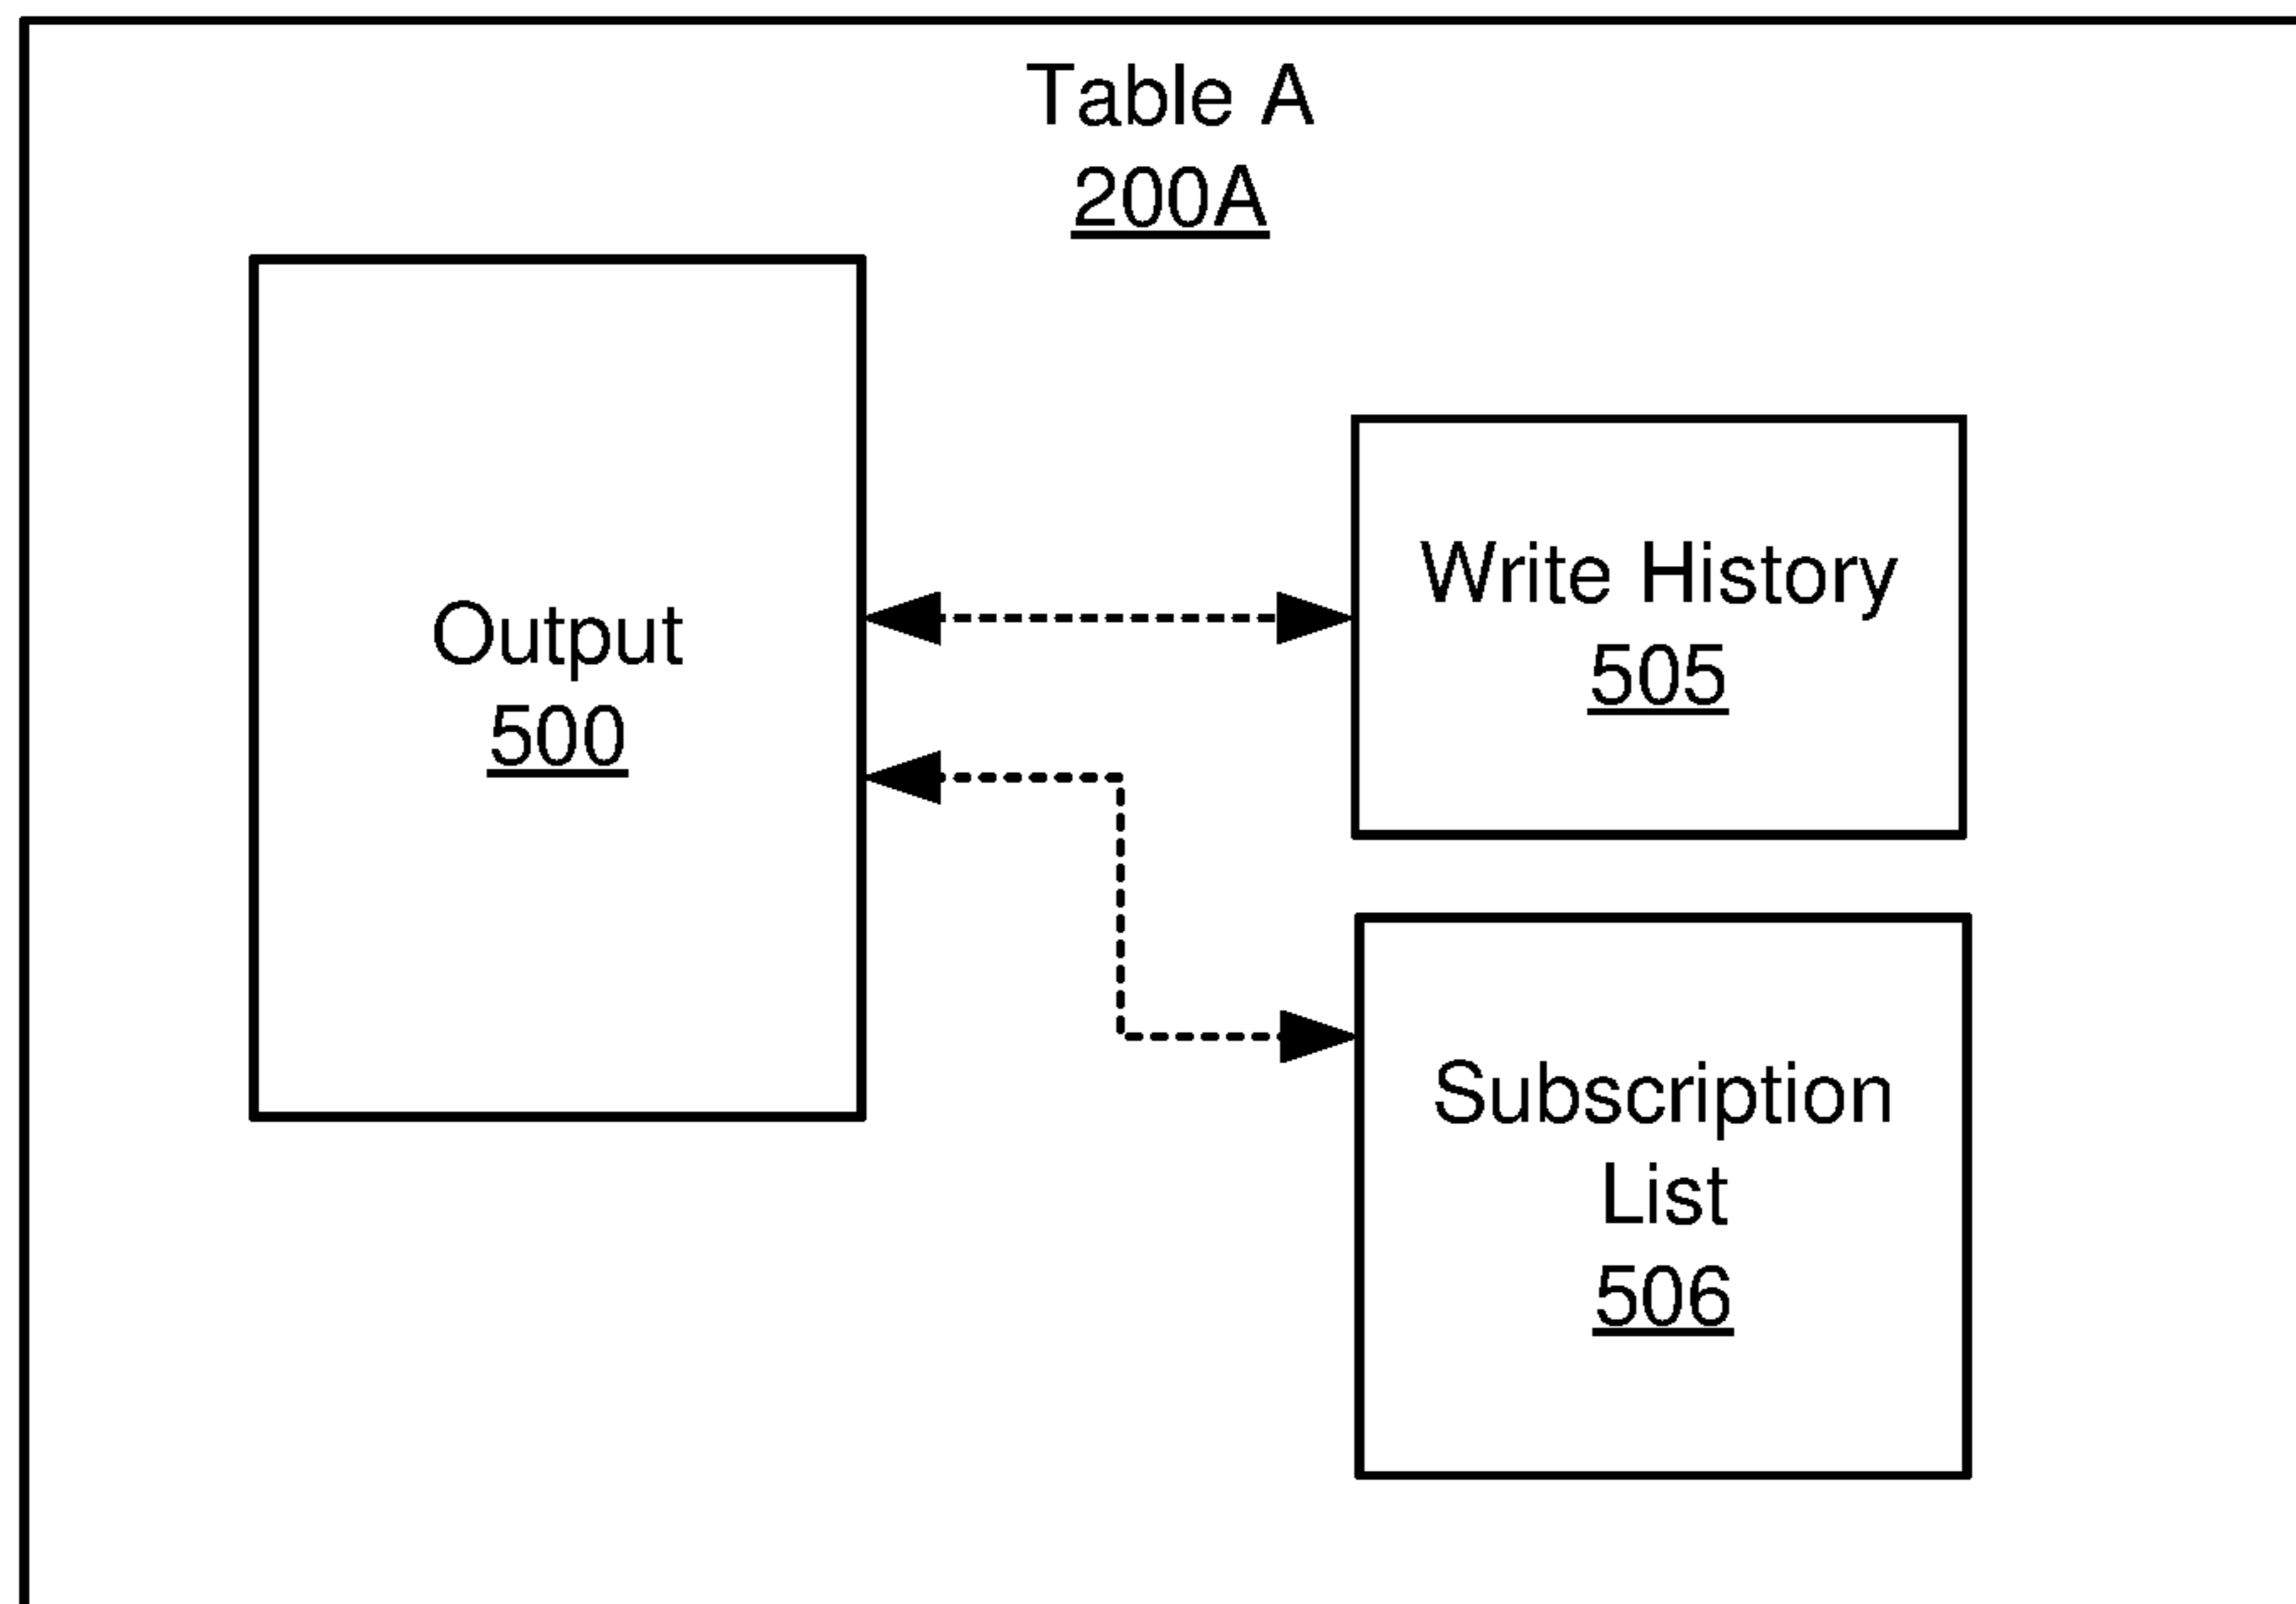 Table A
200A
Output
500
Write History
505
Subscription
List
506